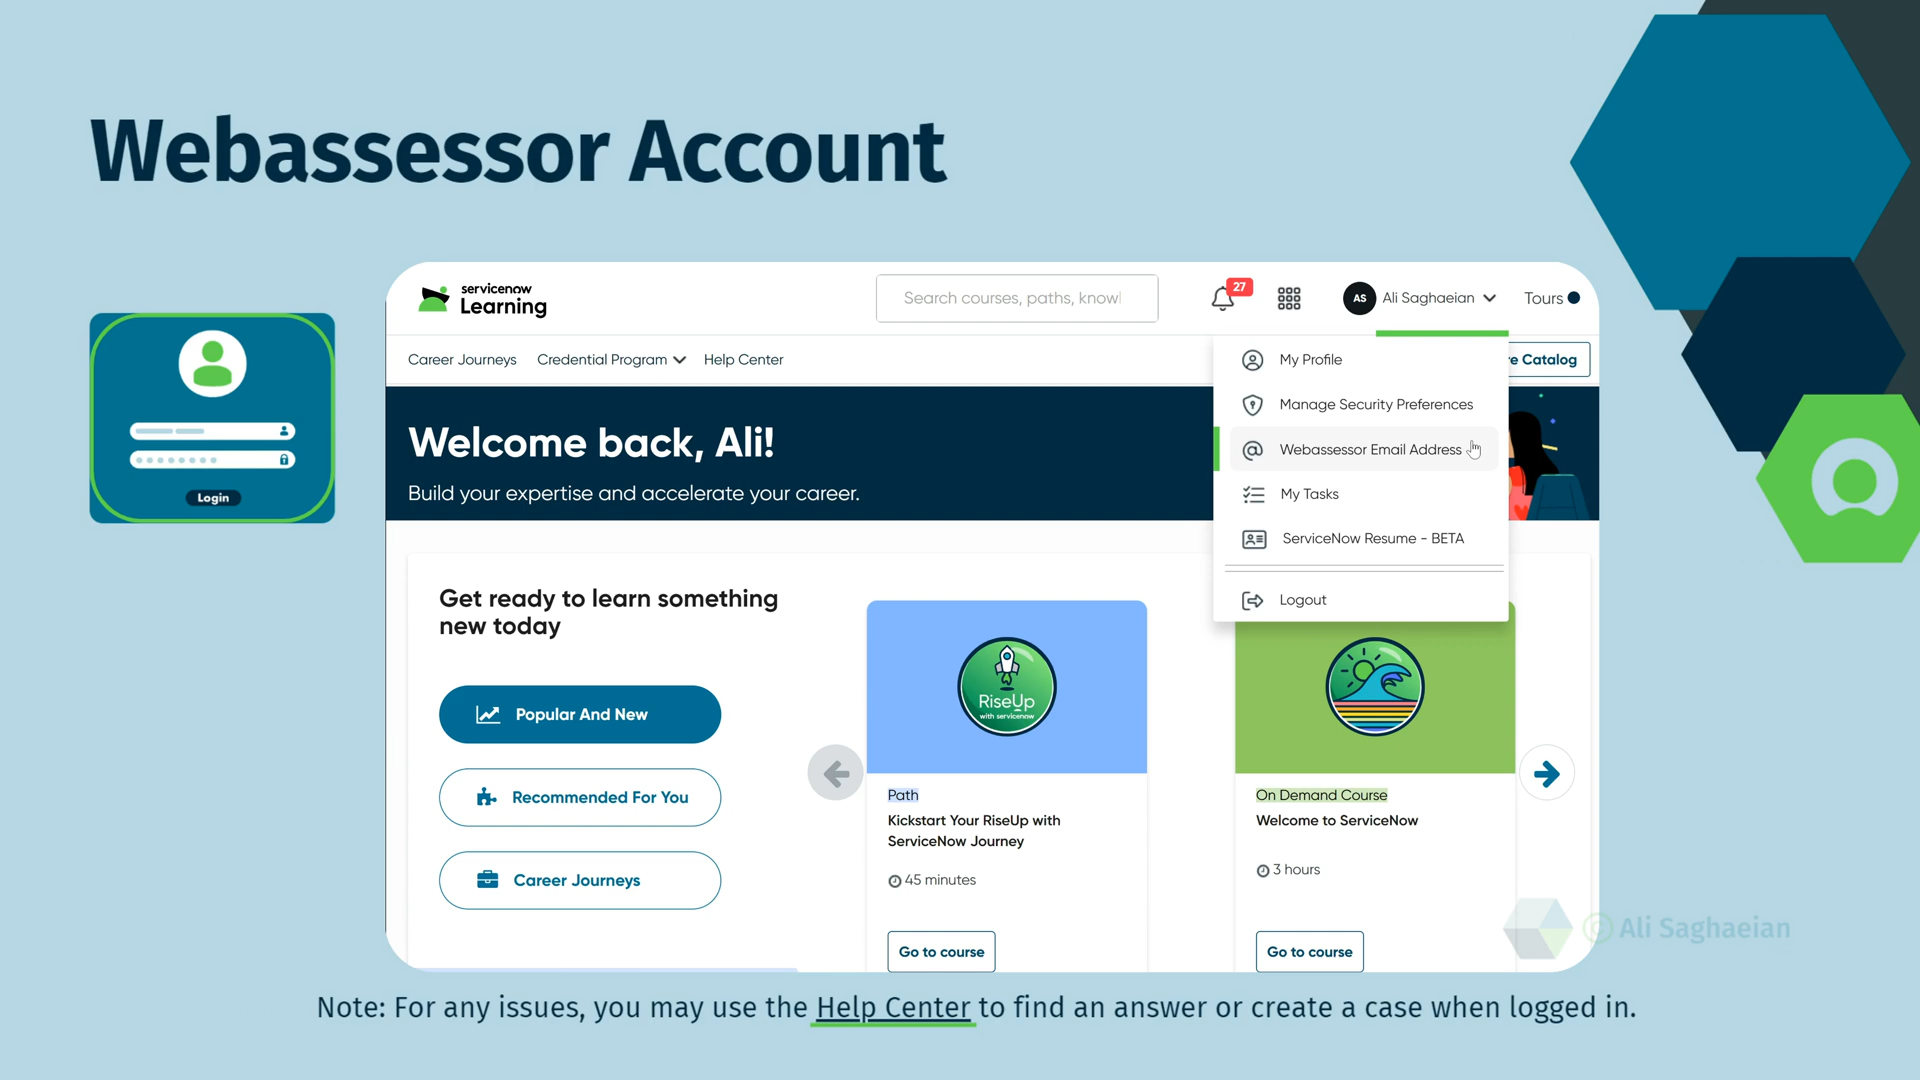 Webassessor Account
servicenow
Learning
Search courses, paths, knowl
27
AS
Ali Saghaeian
Tours
Career Journeys
Credential Program
Help Center
e Catalog
My Profile
Manage Security Preferences
Webassessor Email Address
My Tasks
ServiceNow Resume - BETA
Logout
Login
Welcome back, Ali!
Build your expertise and accelerate your career.
Get ready to learn something
new today
Popular And New
Recommended For You
Career Journeys
RiseUp
with servicenow
Path
Kickstart Your RiseUp with
ServiceNow Journey
45 minutes
Go to course
On Demand Course
Welcome to ServiceNow
3 hours
Go to course
© Ali Saghaeian
Note: For any issues, you may use the Help Center to find an answer or create a case when logged in.